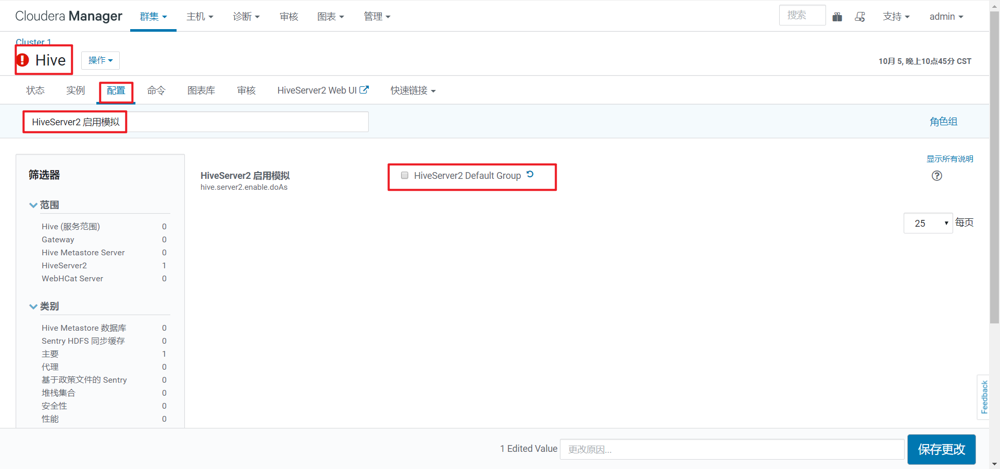 Cloudera Manager 群集 主机 诊断 审核 图表 管理 搜索 支持 admin
Cluster 1
Hive 操作
10月 5, 晚上10点45分 CST
状态 实例 配置 命令 图表库 审核 HiveServer2 Web UI 快速链接
HiveServer2 启用模拟 角色组
显示所有说明
筛选器
HiveServer2 启用模拟 HiveServer2 Default Group
hive.server2.enable.doAs
范围
Hive (服务范围) 0
Gateway 0
Hive Metastore Server 0
HiveServer2 1
WebHCat Server 0
25 每页
类别
Hive Metastore 数据库 0
Sentry HDFS 同步缓存 0
主要 1
代理 0
基于政策文件的 Sentry 0
堆栈集合 0
安全性 0
性能 0
Feedback
1 Edited Value 更改原因... 保存更改